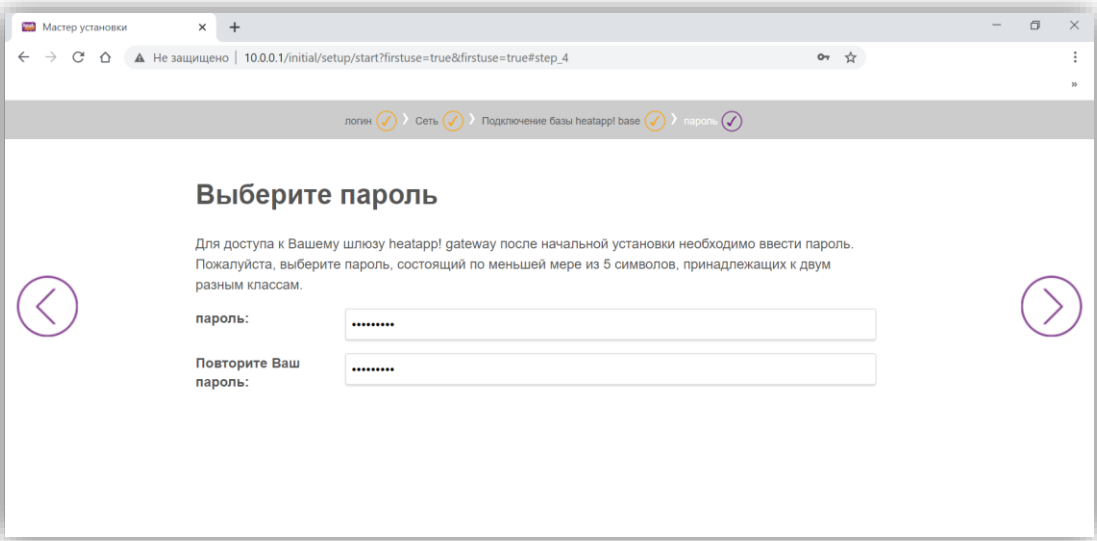 Мастер установки
Не защищено | 10.0.0.1/initial/setup/start?firstuse=true&firstuse=true#step_4
логин Сеть Подключение базы heatapp! base пароль
Выберите пароль
Для доступа к Вашему шлюзу heatapp! gateway после начальной установки необходимо ввести пароль.
Пожалуйста, выберите пароль, состоящий по меньшей мере из 5 символов, принадлежащих к двум
разным классам.
пароль: •••••••••
Повторите Ваш
пароль: •••••••••